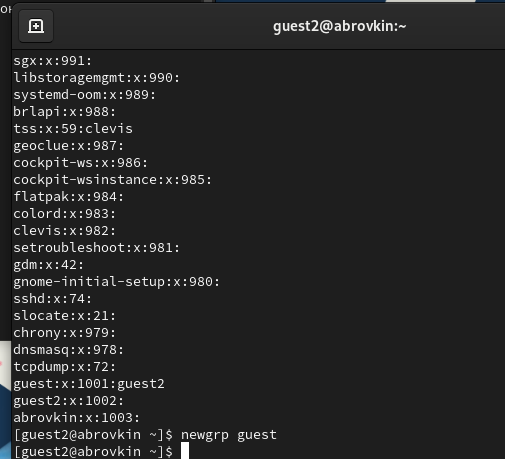 guest2@abrovkin:~
sgx:x:991:
libstoragemgmt:x:990:
systemd-oom:x:989:
brlapi:x:988:
tss:x:59:clevis
geoclue:x:987:
cockpit-ws:x:986:
cockpit-wsinstance:x:985:
flatpak:x:984:
colord:x:983:
clevis:x:982:
setroubleshoot:x:981:
gdm:x:42:
gnome-initial-setup:x:980:
sshd:x:74:
slocate:x:21:
chrony:x:979:
dnsmasq:x:978:
tcpdump:x:72:
guest:x:1001:guest2
guest2:x:1002:
abrovkin:x:1003:
[guest2@abrovkin ~]$ newgrp guest
[guest2@abrovkin ~]$